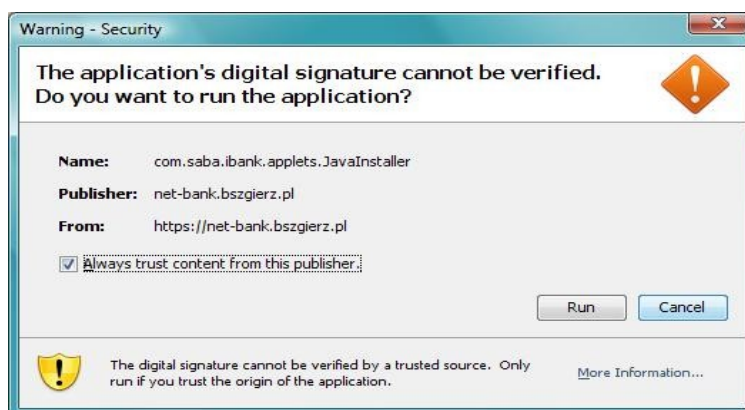 Warning - Security
The application's digital signature cannot be verified.
Do you want to run the application?
Name: com.saba.ibank.applets.JavaInstaller
Publisher: net-bank.bszgierz.pl
From: https://net-bank.bszgierz.pl
Always trust content from this publisher.
Run Cancel
The digital signature cannot be verified by a trusted source. Only
run if you trust the origin of the application.
More Information...